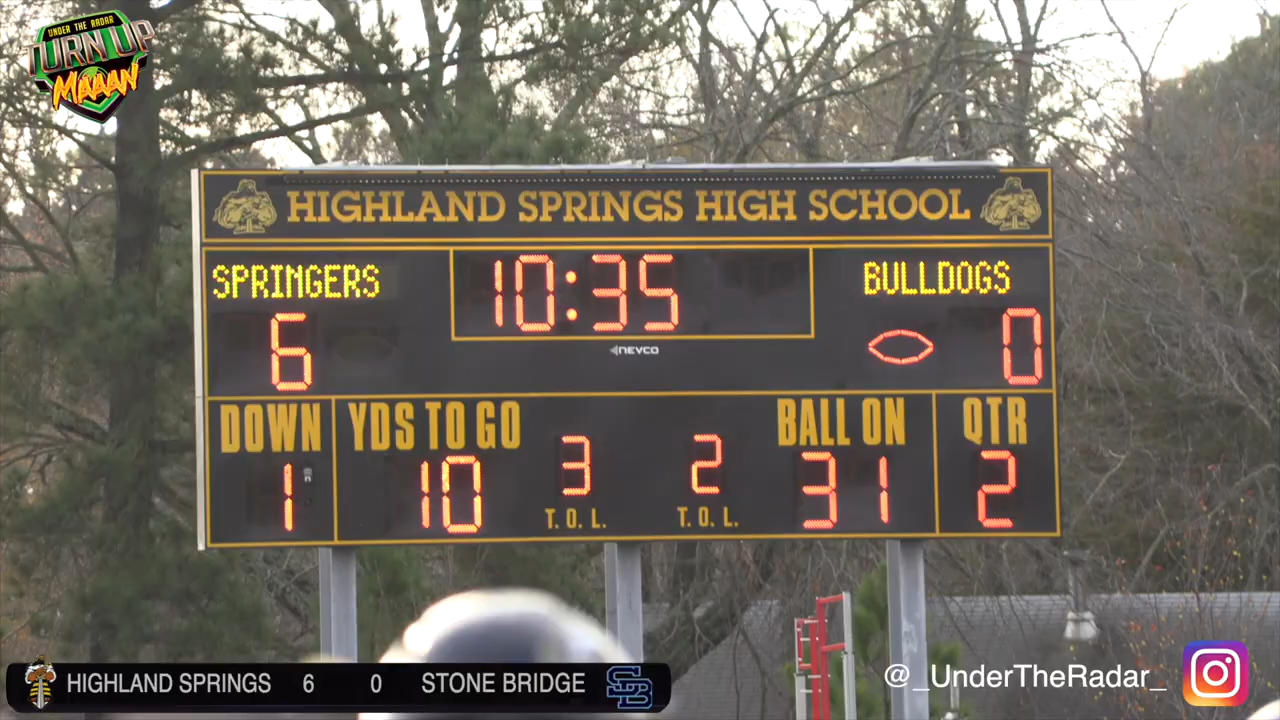 UNDER THE RADAR
TURN UP
MAAAN
HIGHLAND SPRINGS HIGH SCHOOL
SPRINGERS 10:35 BULLDOGS
6 0
NEVCO
DOWN YDS TO GO BALL ON QTR
1 10 3 2 31 2
T.O.L. T.O.L.
HIGHLAND SPRINGS 6 0 STONE BRIDGE SB
@_UnderTheRadar_